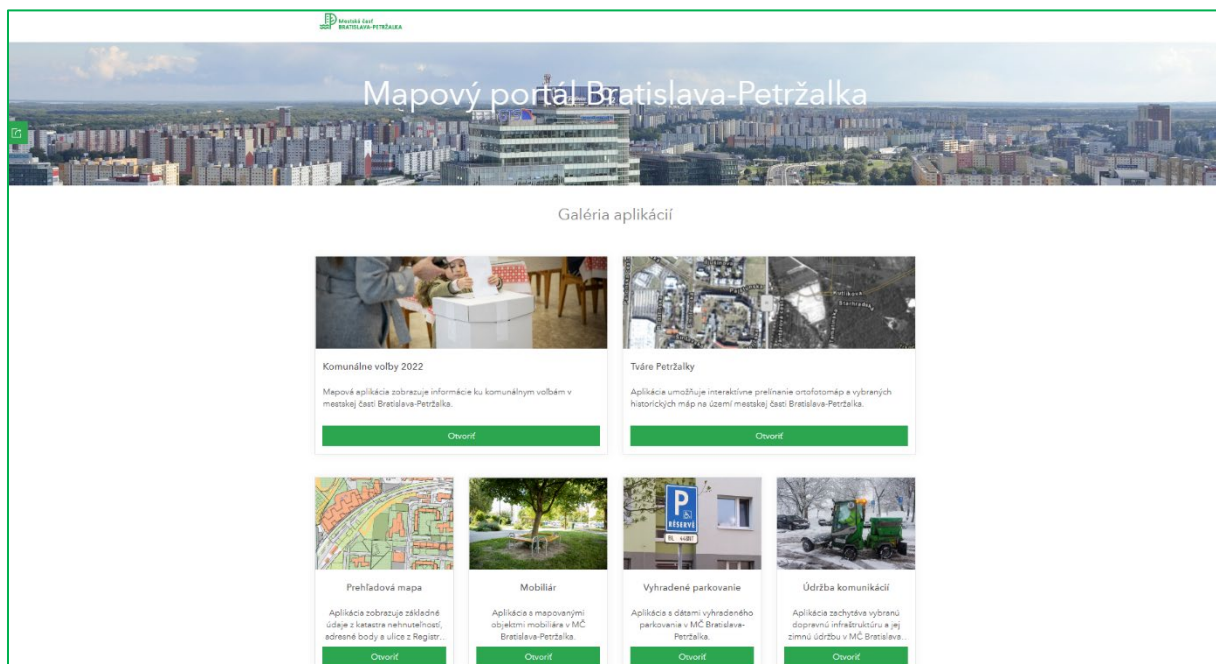 Mestská časť
BRATISLAVA-PETRŽALKA
Mapový portál Bratislava-Petržalka
Galéria aplikácií
Komunálne voľby 2022
Mapová aplikácia zobrazuje informácie ku komunálnym voľbám v
mestskej časti Bratislava-Petržalka.
Otvoriť
Tváre Petržalky
Aplikácia umožňuje interaktívne prelínanie ortofotomáp a vybraných
historických máp na území mestskej časti Bratislava-Petržalka.
Otvoriť
Prehľadová mapa
Aplikácia zobrazuje základné
údaje z katastra nehnuteľností,
adresné body a ulice z Registr...
Otvoriť
Mobiliár
Aplikácia s mapovanými
objektmi mobiliára v MČ
Bratislava-Petržalka.
Otvoriť
P
RÉSERVÉ
Vyhradené parkovanie
Aplikácia s dátami vyhradeného
parkovania v MČ Bratislava-
Petržalka.
Otvoriť
Údržba komunikácií
Aplikácia zachytáva vybranú
dopravnú infraštruktúru a jej
zimnú údržbu v MČ Bratislava...
Otvoriť